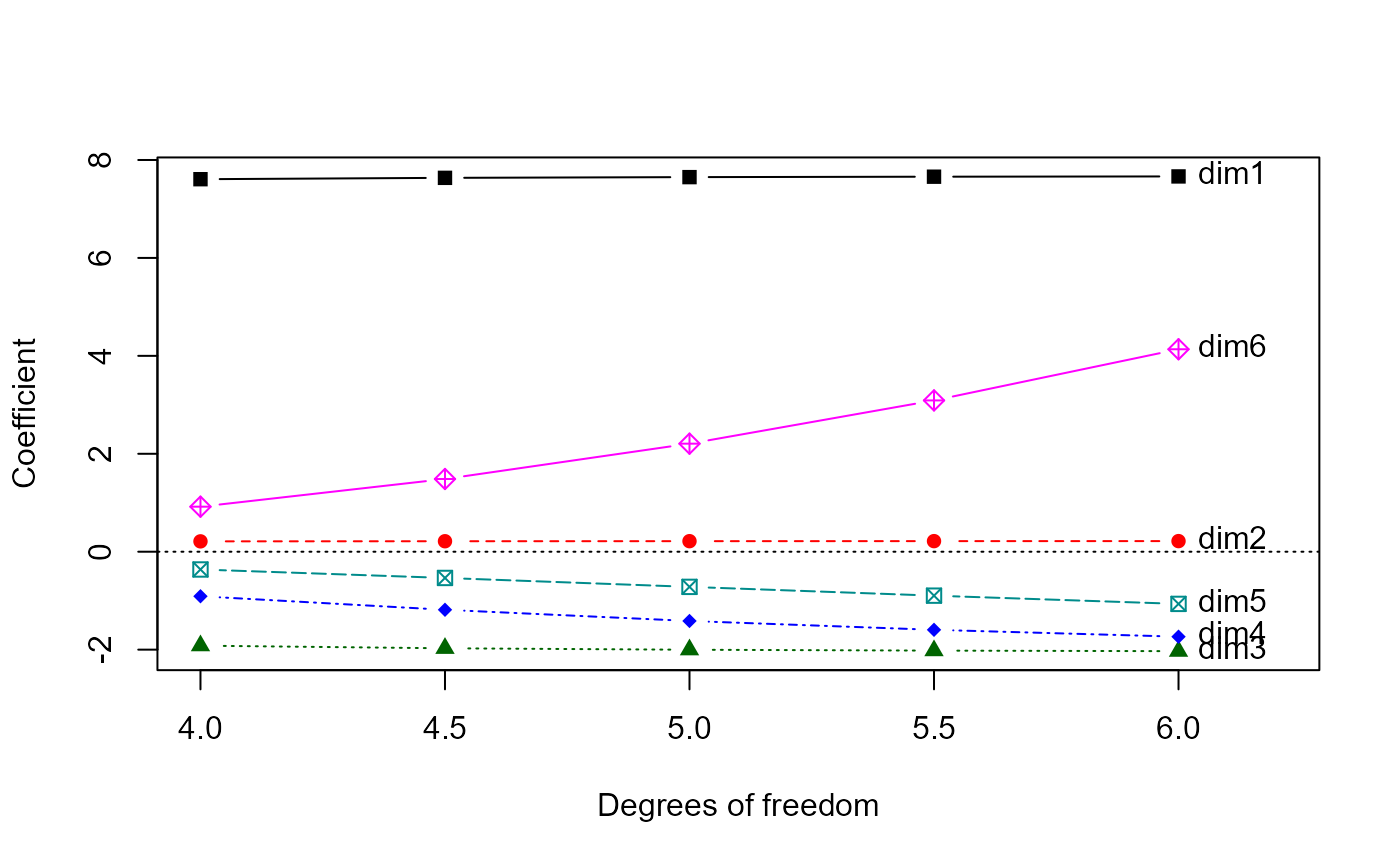 8
6
4
2
0
-2
Coefficient
dim1
dim6
dim2
dim5
dim4
dim3
4.0 4.5 5.0 5.5 6.0
Degrees of freedom